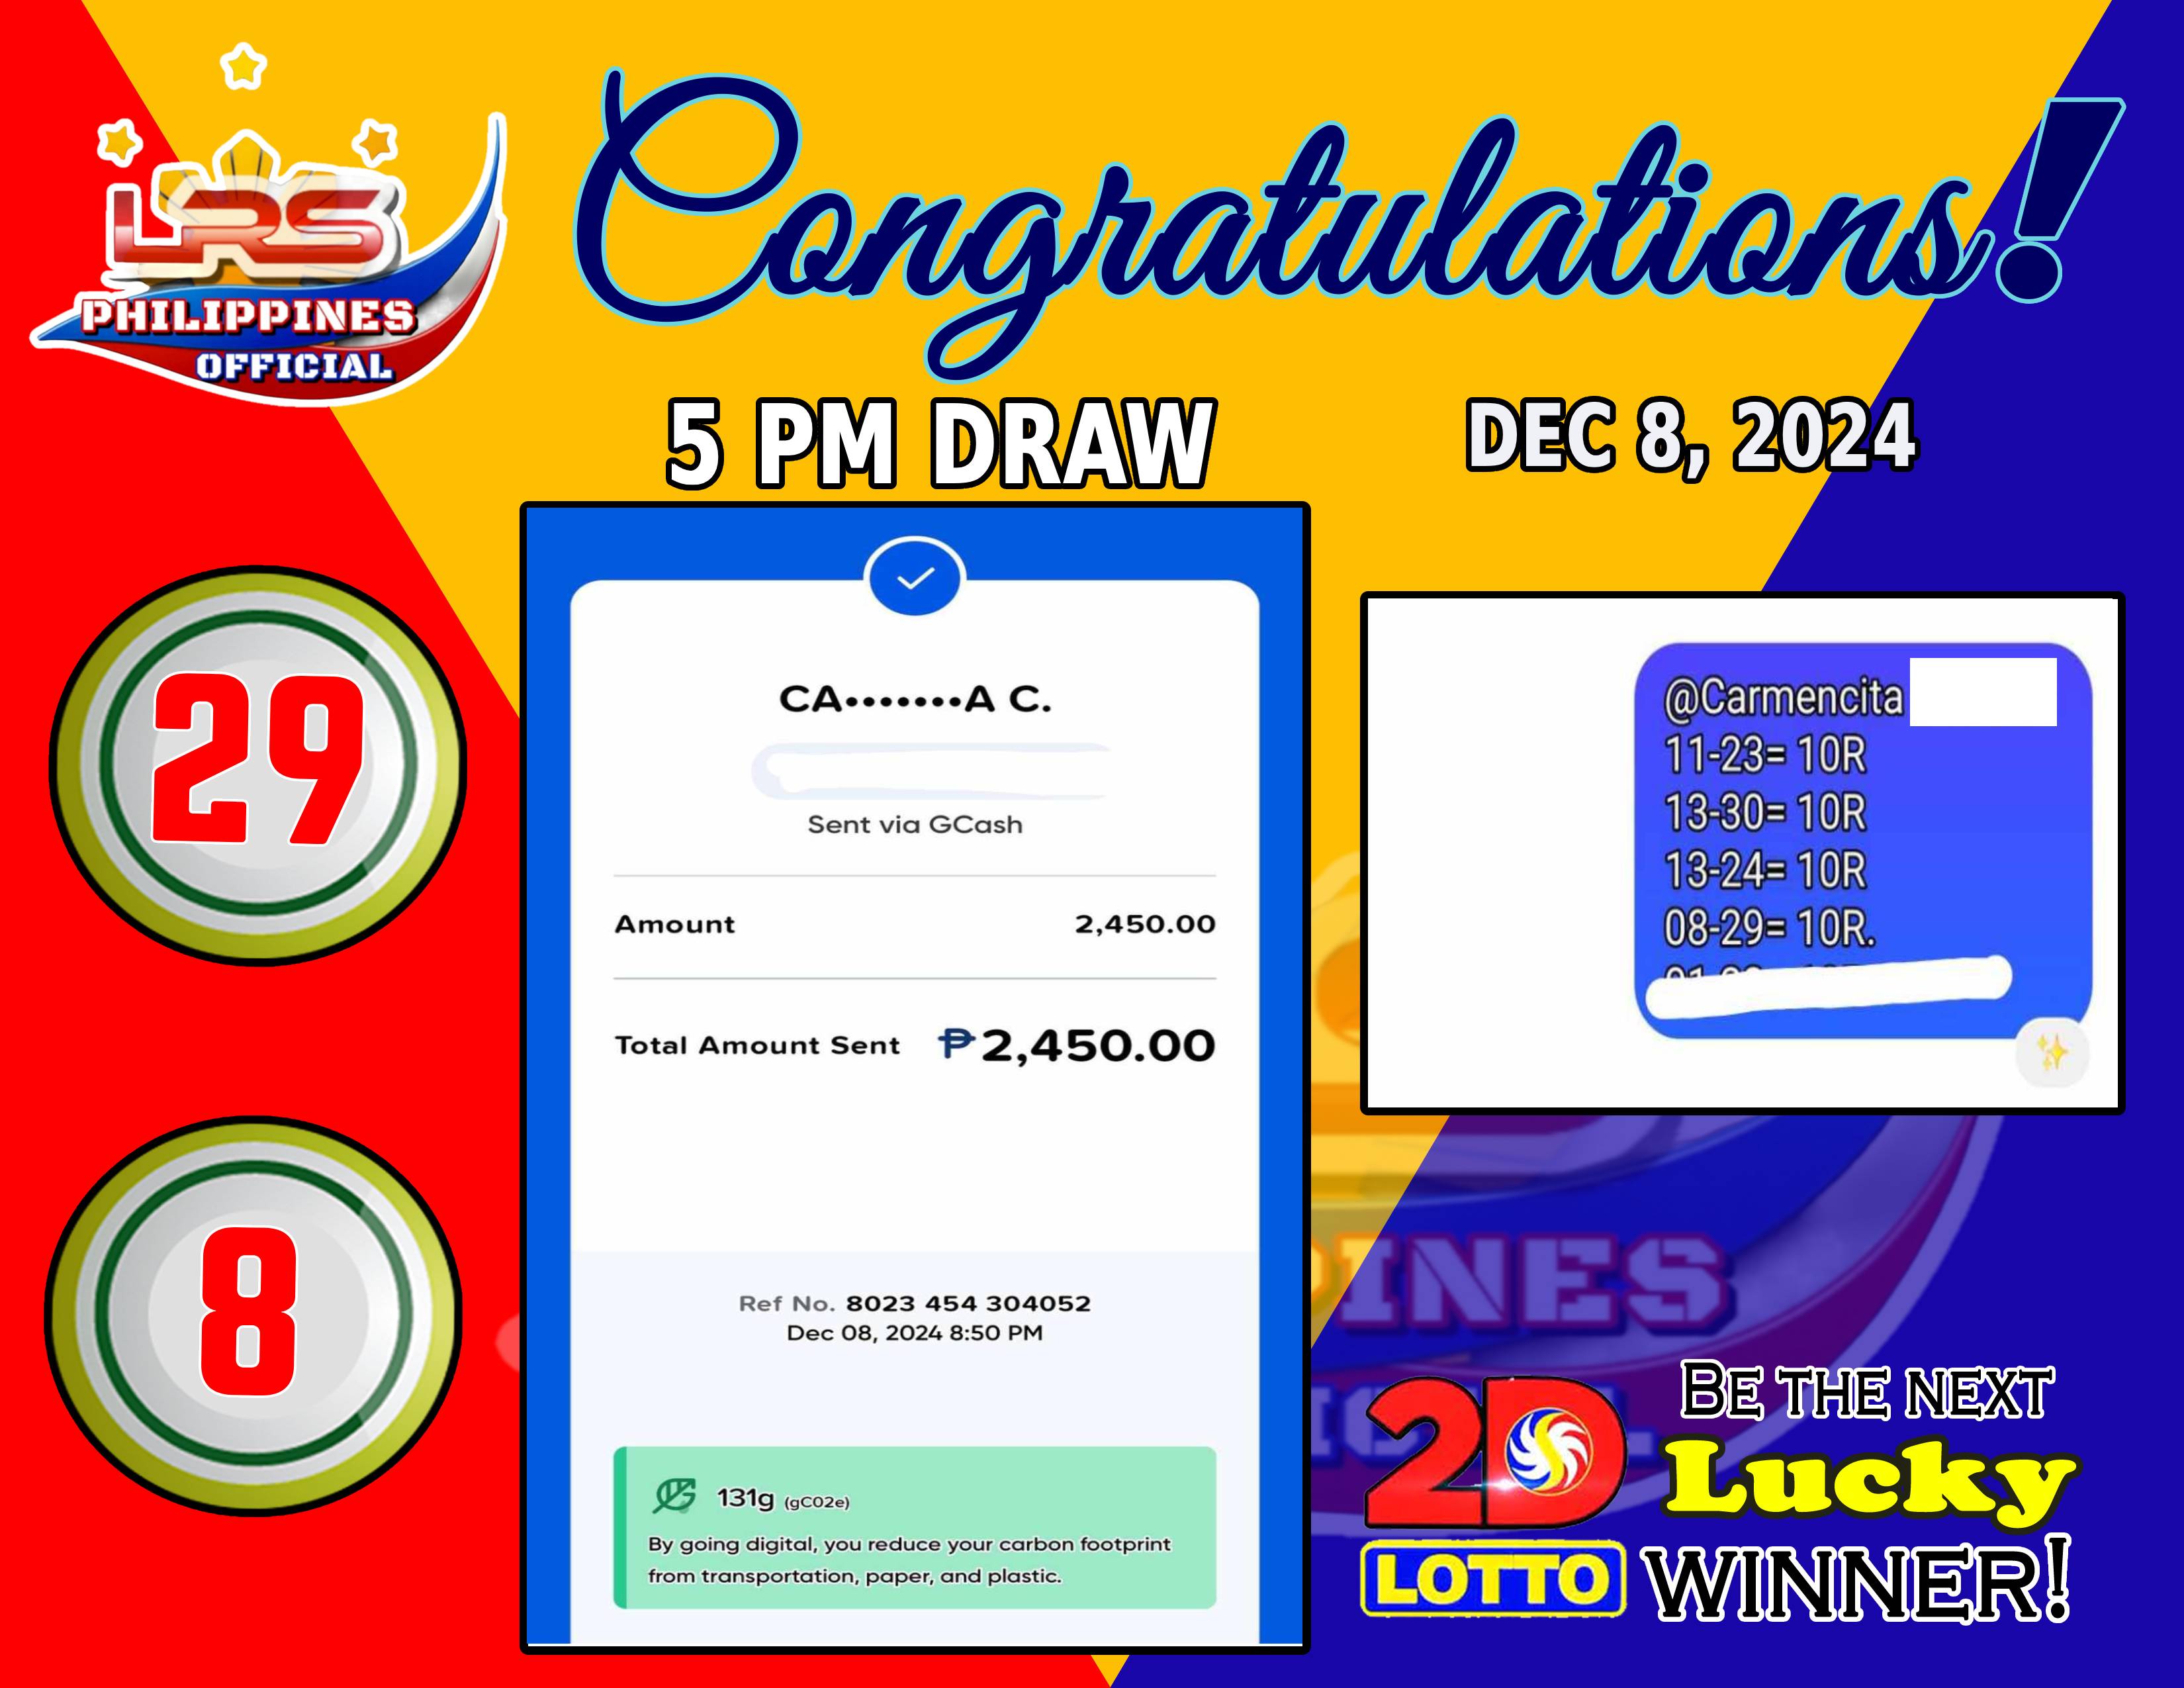 LRS
PHILIPPINES
OFFICIAL
Congratulations!
5 PM DRAW
DEC 8, 2024
29
8
CA•••••••A C.
Sent via GCash
Amount 2,450.00
Total Amount Sent ₱2,450.00
Ref No. 8023 454 304052
Dec 08, 2024 8:50 PM
131g (gCO2e)
By going digital, you reduce your carbon footprint
from transportation, paper, and plastic.
@Carmencita
11-23= 10R
13-30= 10R
13-24= 10R
08-29= 10R.
PINES
2D
LOTTO
BE THE NEXT
Lucky
WINNER!